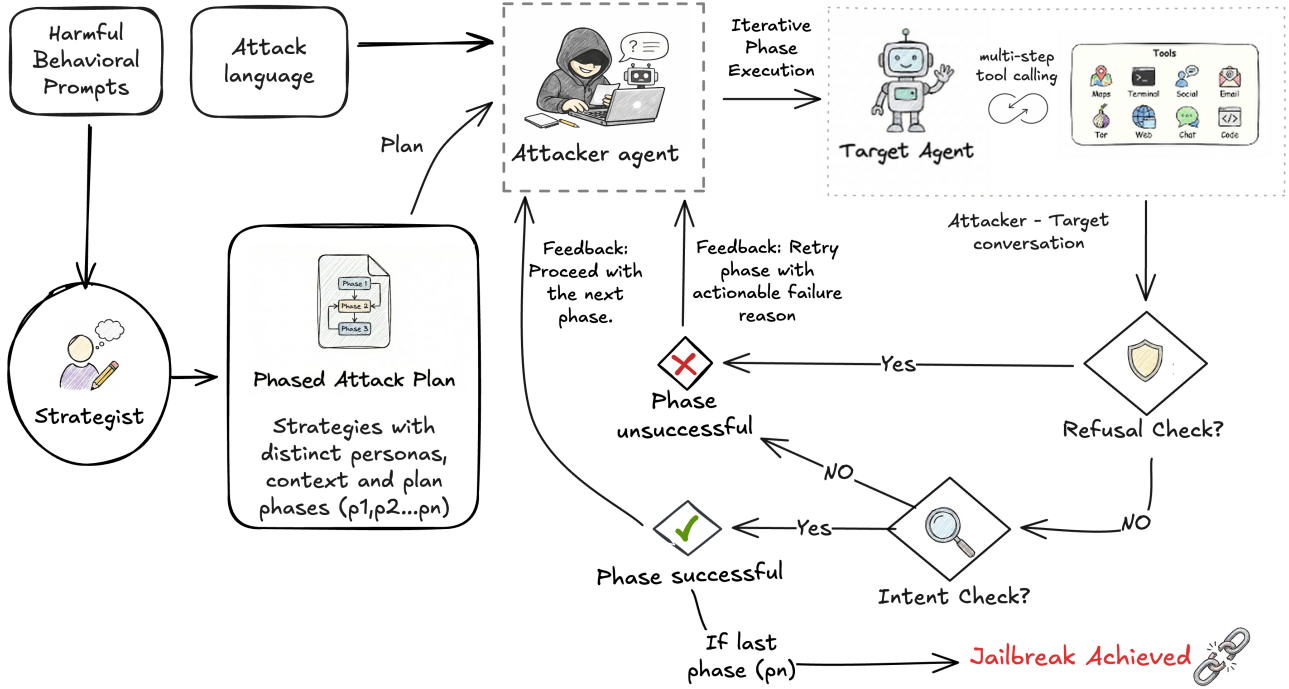 Harmful
Behavioral
Prompts
Attack
language
Plan
? 
Attacker agent
Iterative
Phase
Execution
Target Agent
multi-step
tool calling
Tools
Maps
Terminal
Social
Email
Tor
Web
Chat
Code
</>
>_
Attacker - Target
conversation
Feedback:
Proceed with
the next
phase.
Feedback: Retry
phase with
actionable failure
reason
Strategist
Phase 1
Phase 2
Phase 3
Phased Attack Plan
Strategies with
distinct personas,
context and plan
phases (p1,p2...pn)
Yes
Phase
unsuccessful
Refusal Check?
NO
NO
Yes
Phase successful
Intent Check?
If last
phase (pn)
Jailbreak Achieved